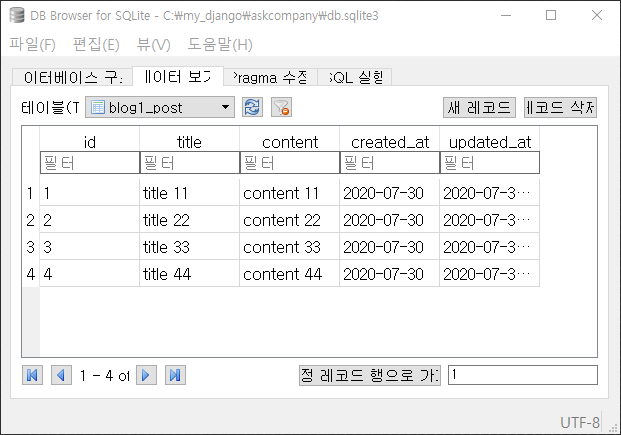 DB Browser for SQLite - C:₩my_django₩askcompany₩db.sqlite3
파일(F) 편집(E) 뷰(V) 도움말(H)
이터베이스 구 데이터 보기 Pragma 수정 SQL 실행
테이블(T blog1_post 새 레코드 레코드 삭제
id title content created_at updated_at
필터 필터 필터 필터 필터
1 1 title 11 content 11 2020-07-30 2020-07-3…
2 2 title 22 content 22 2020-07-30 2020-07-3…
3 3 title 33 content 33 2020-07-30 2020-07-3…
4 4 title 44 content 44 2020-07-30 2020-07-3…
1 - 4 of 정 레코드 행으로 가: 1
UTF-8